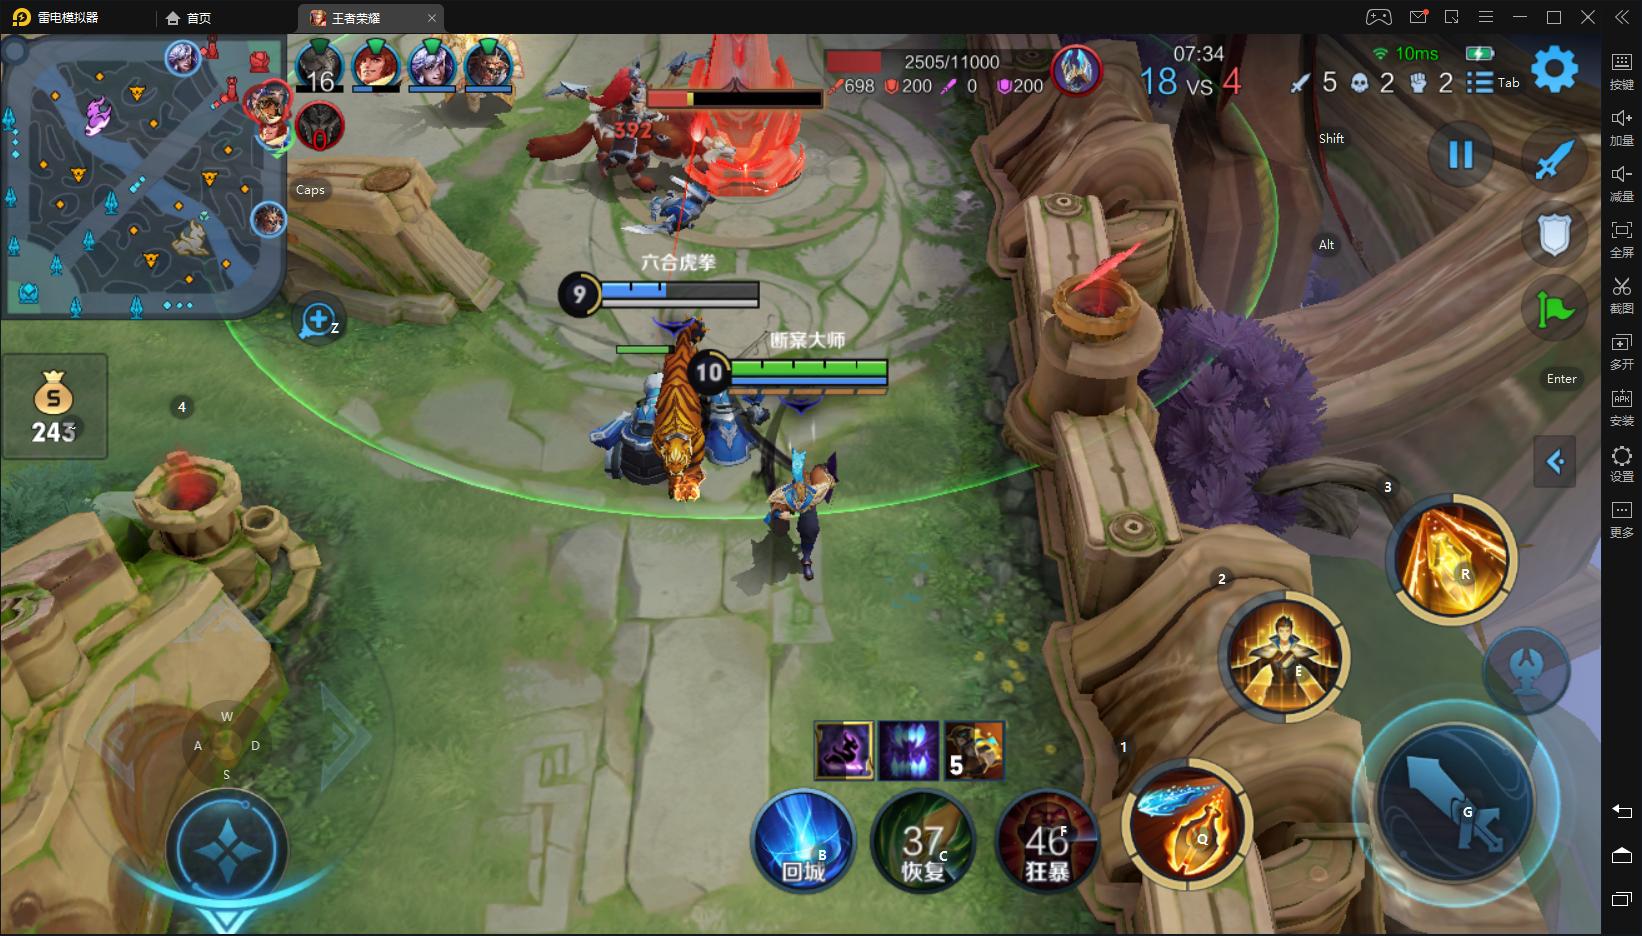 雷电模拟器
首页
王者荣耀
16
8
2505/11000
698
200
0
200
07:34
18 VS 4
10ms
5
2
2
Tab
Caps
392
Shift
Alt
Enter
按键
加量
减量
全屏
截图
多开
安装
设置
更多
APK
六合虎拳
9
断案大师
10
Z
S
243
4
3
R
2
E
1
Q
G
W
A
D
S
5
B
回城
37
C
恢复
46
F
狂暴